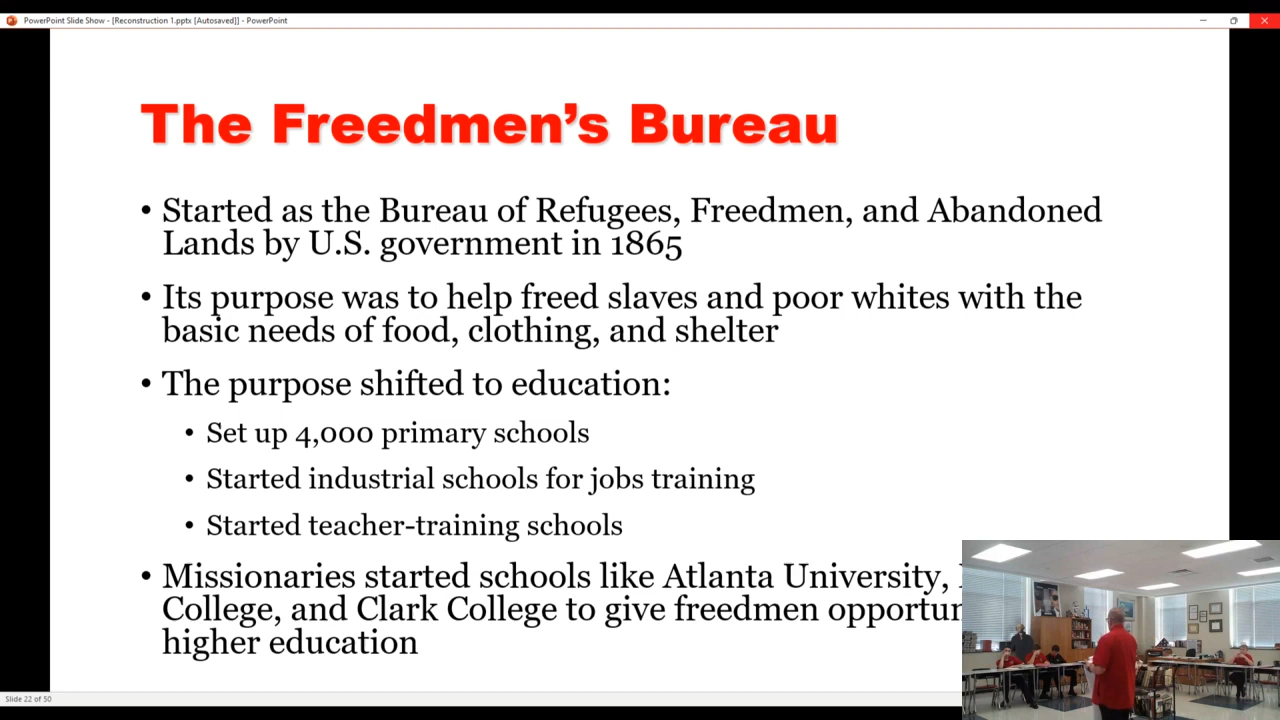 PowerPoint Slide Show - [Reconstruction 1.pptx [Autosaved]] - PowerPoint
The Freedmen’s Bureau
• Started as the Bureau of Refugees, Freedmen, and Abandoned
Lands by U.S. government in 1865
• Its purpose was to help freed slaves and poor whites with the
basic needs of food, clothing, and shelter
• The purpose shifted to education:
• Set up 4,000 primary schools
• Started industrial schools for jobs training
• Started teacher-training schools
• Missionaries started schools like Atlanta University,
College, and Clark College to give freedmen opportun
higher education
Slide 22 of 50